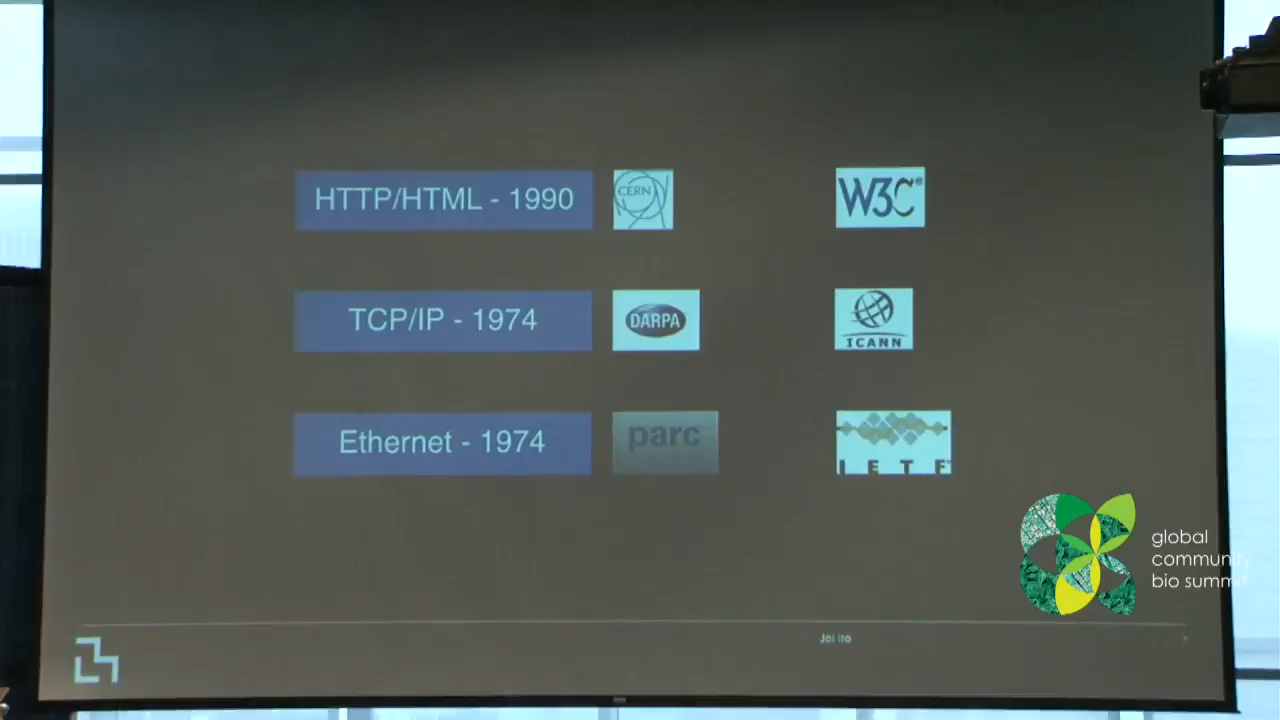 HTTP/HTML - 1990
CERN
W3C®
TCP/IP - 1974
DARPA
ICANN
Ethernet - 1974
parc
IETF
global
community
bio summit
Joi Ito